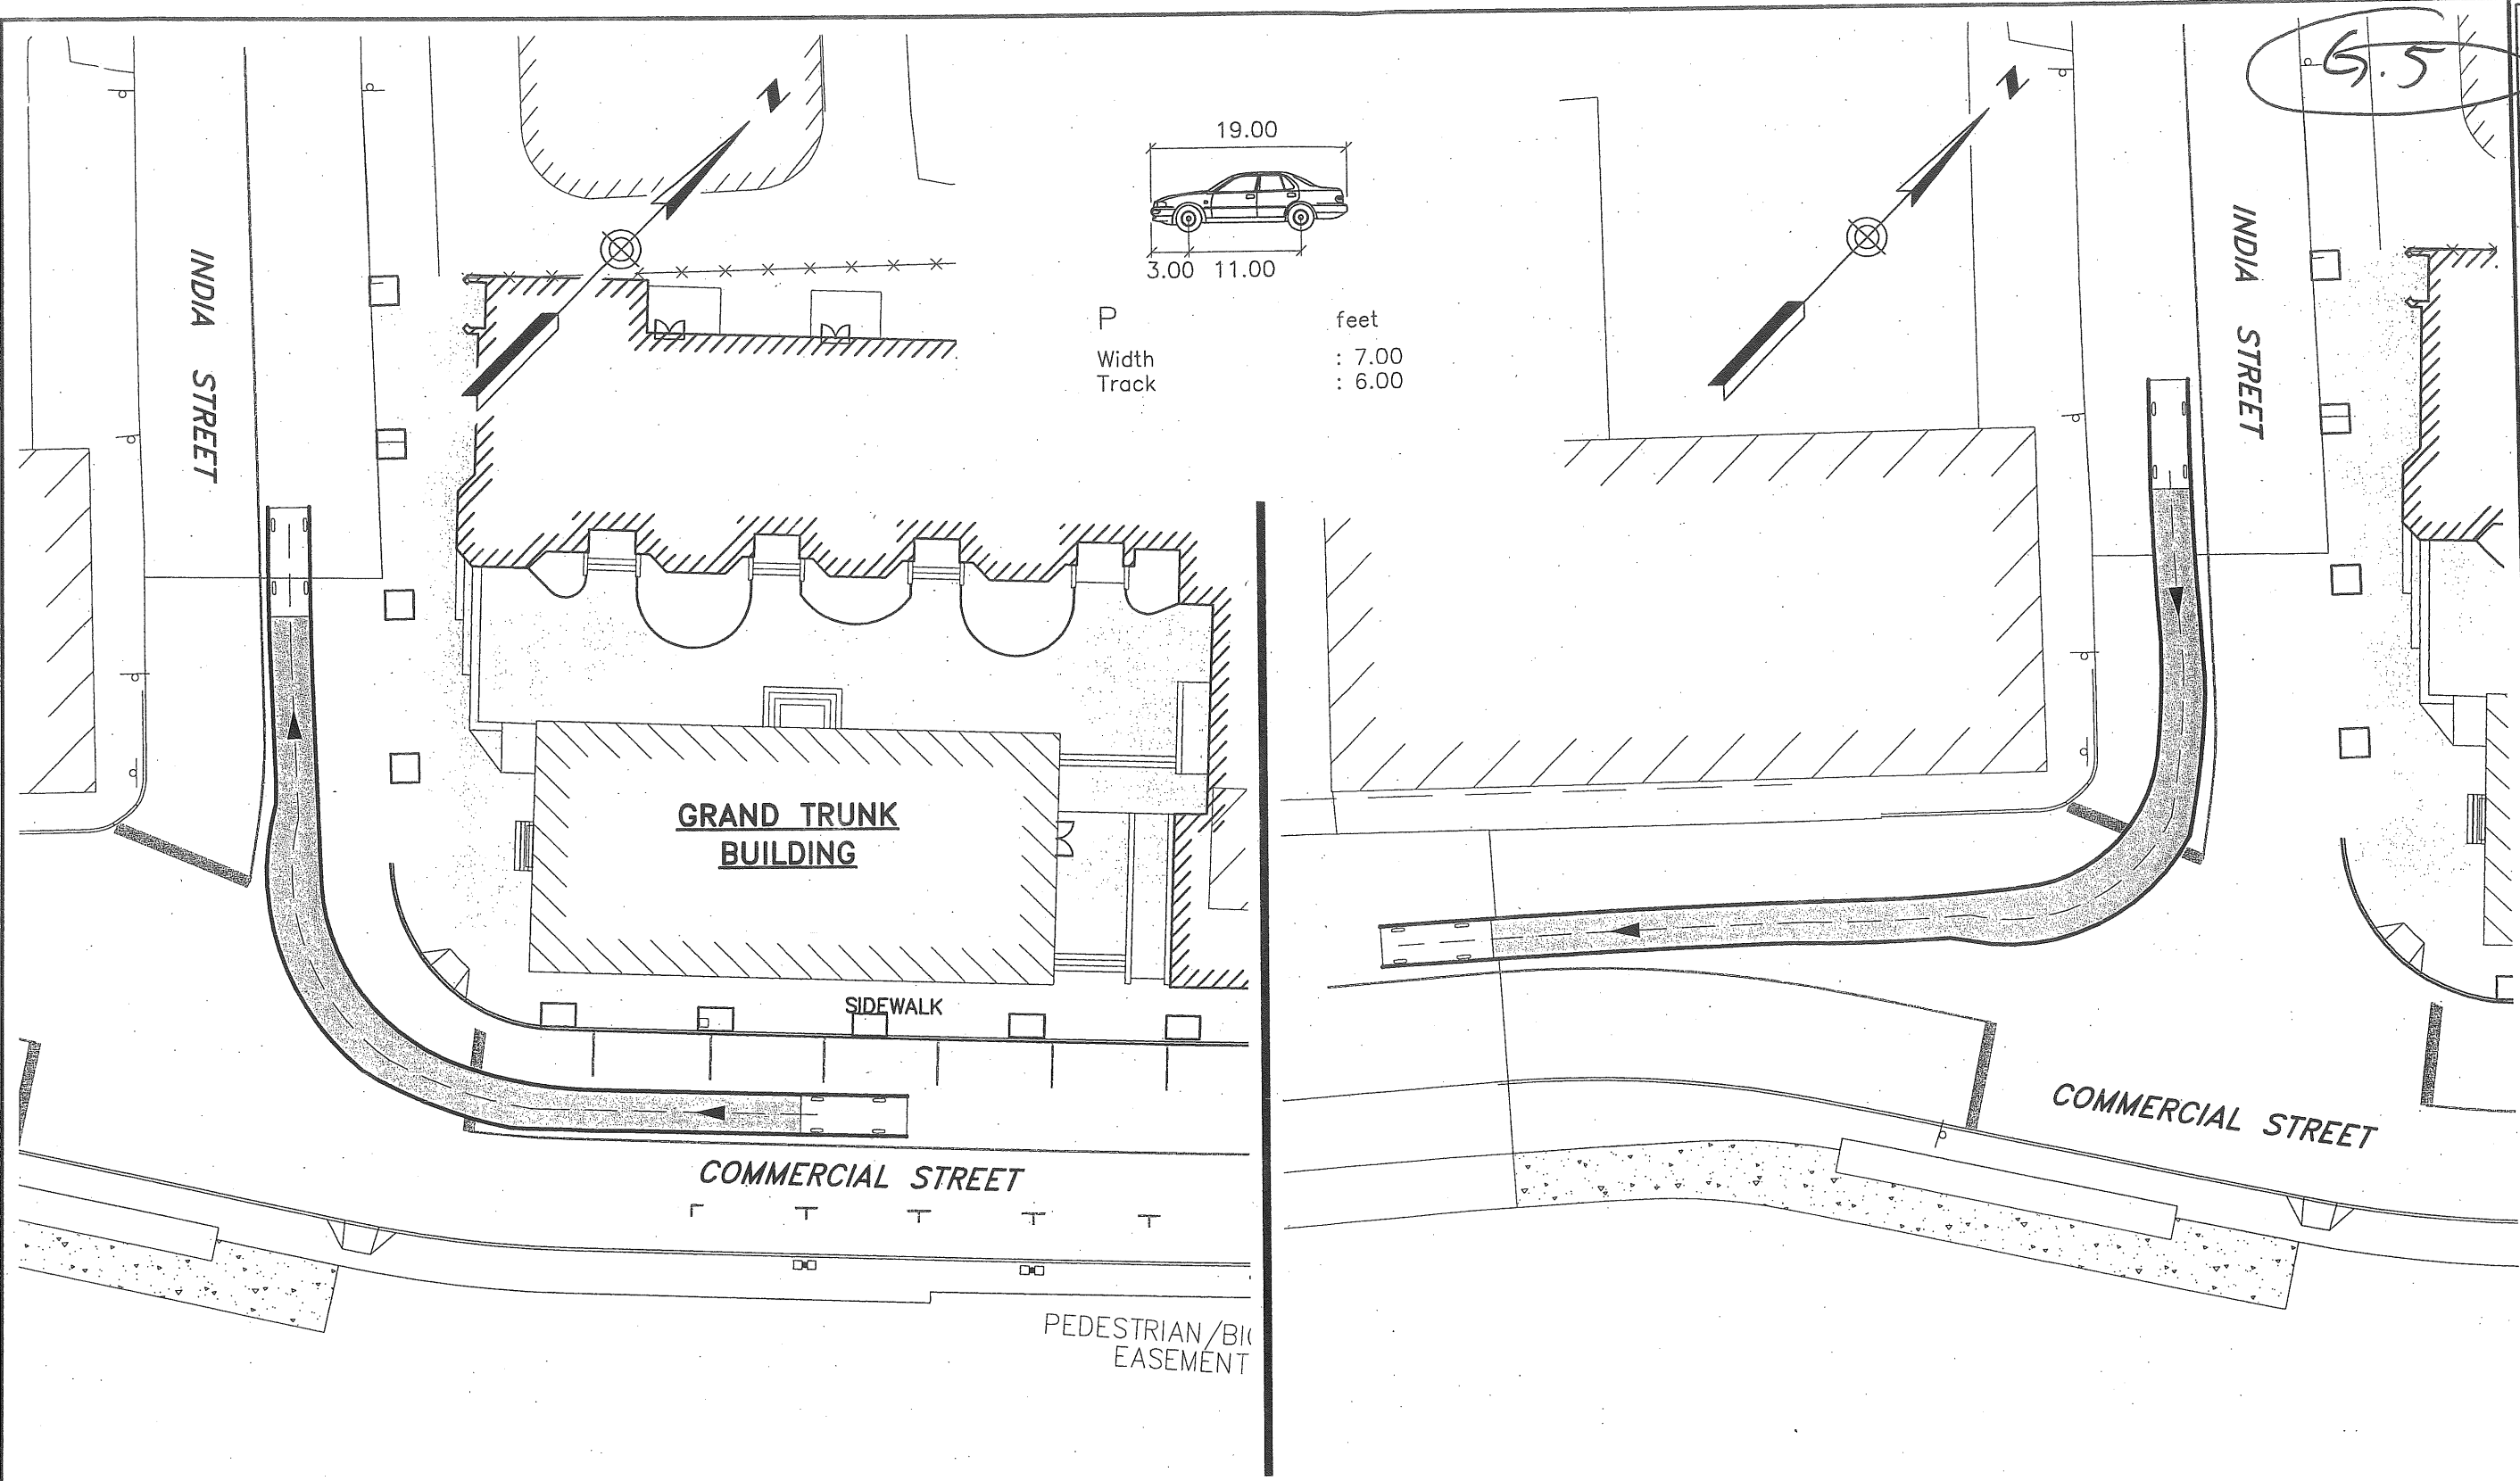 G.5
N
N
19.00
3.00 11.00
P feet
Width : 7.00
Track : 6.00
INDIA STREET
INDIA STREET
GRAND TRUNK
BUILDING
SIDEWALK
COMMERCIAL STREET
COMMERCIAL STREET
PEDESTRIAN/BI
EASEMENT